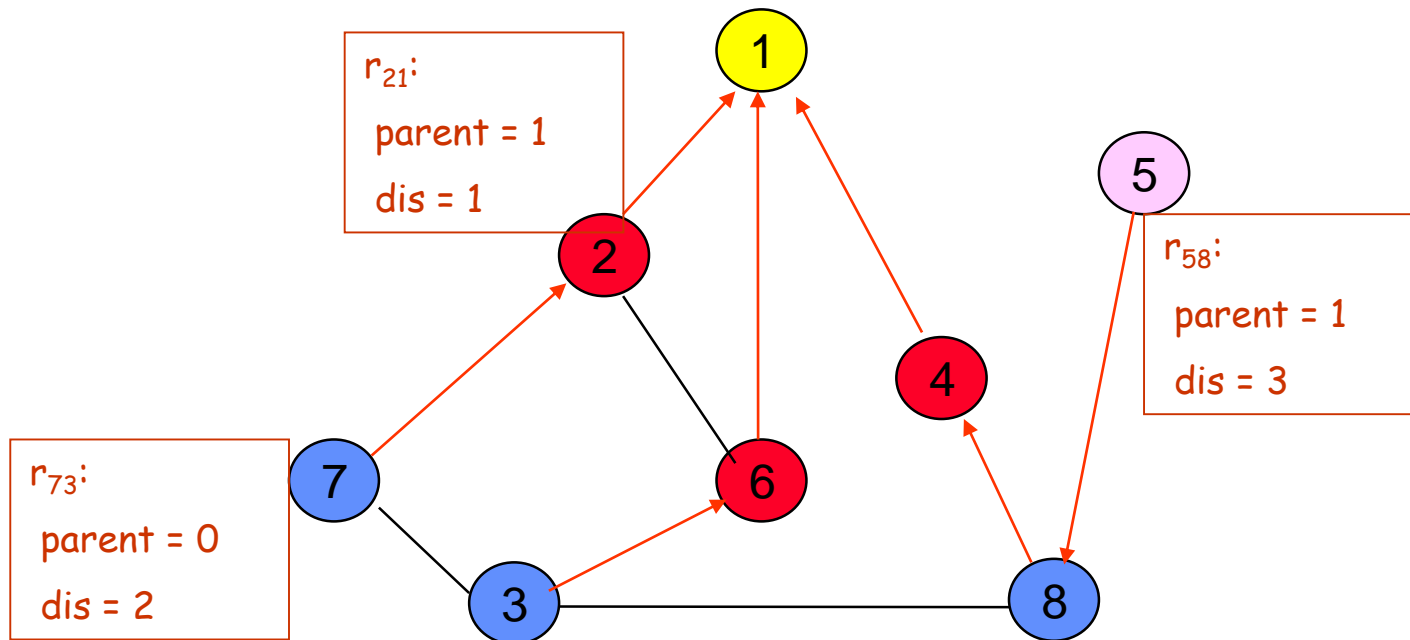 1
r₂₁:
parent = 1
dis = 1
5
2
r₅₈:
parent = 1
dis = 3
4
7
6
r₇₃:
parent = 0
dis = 2
3
8